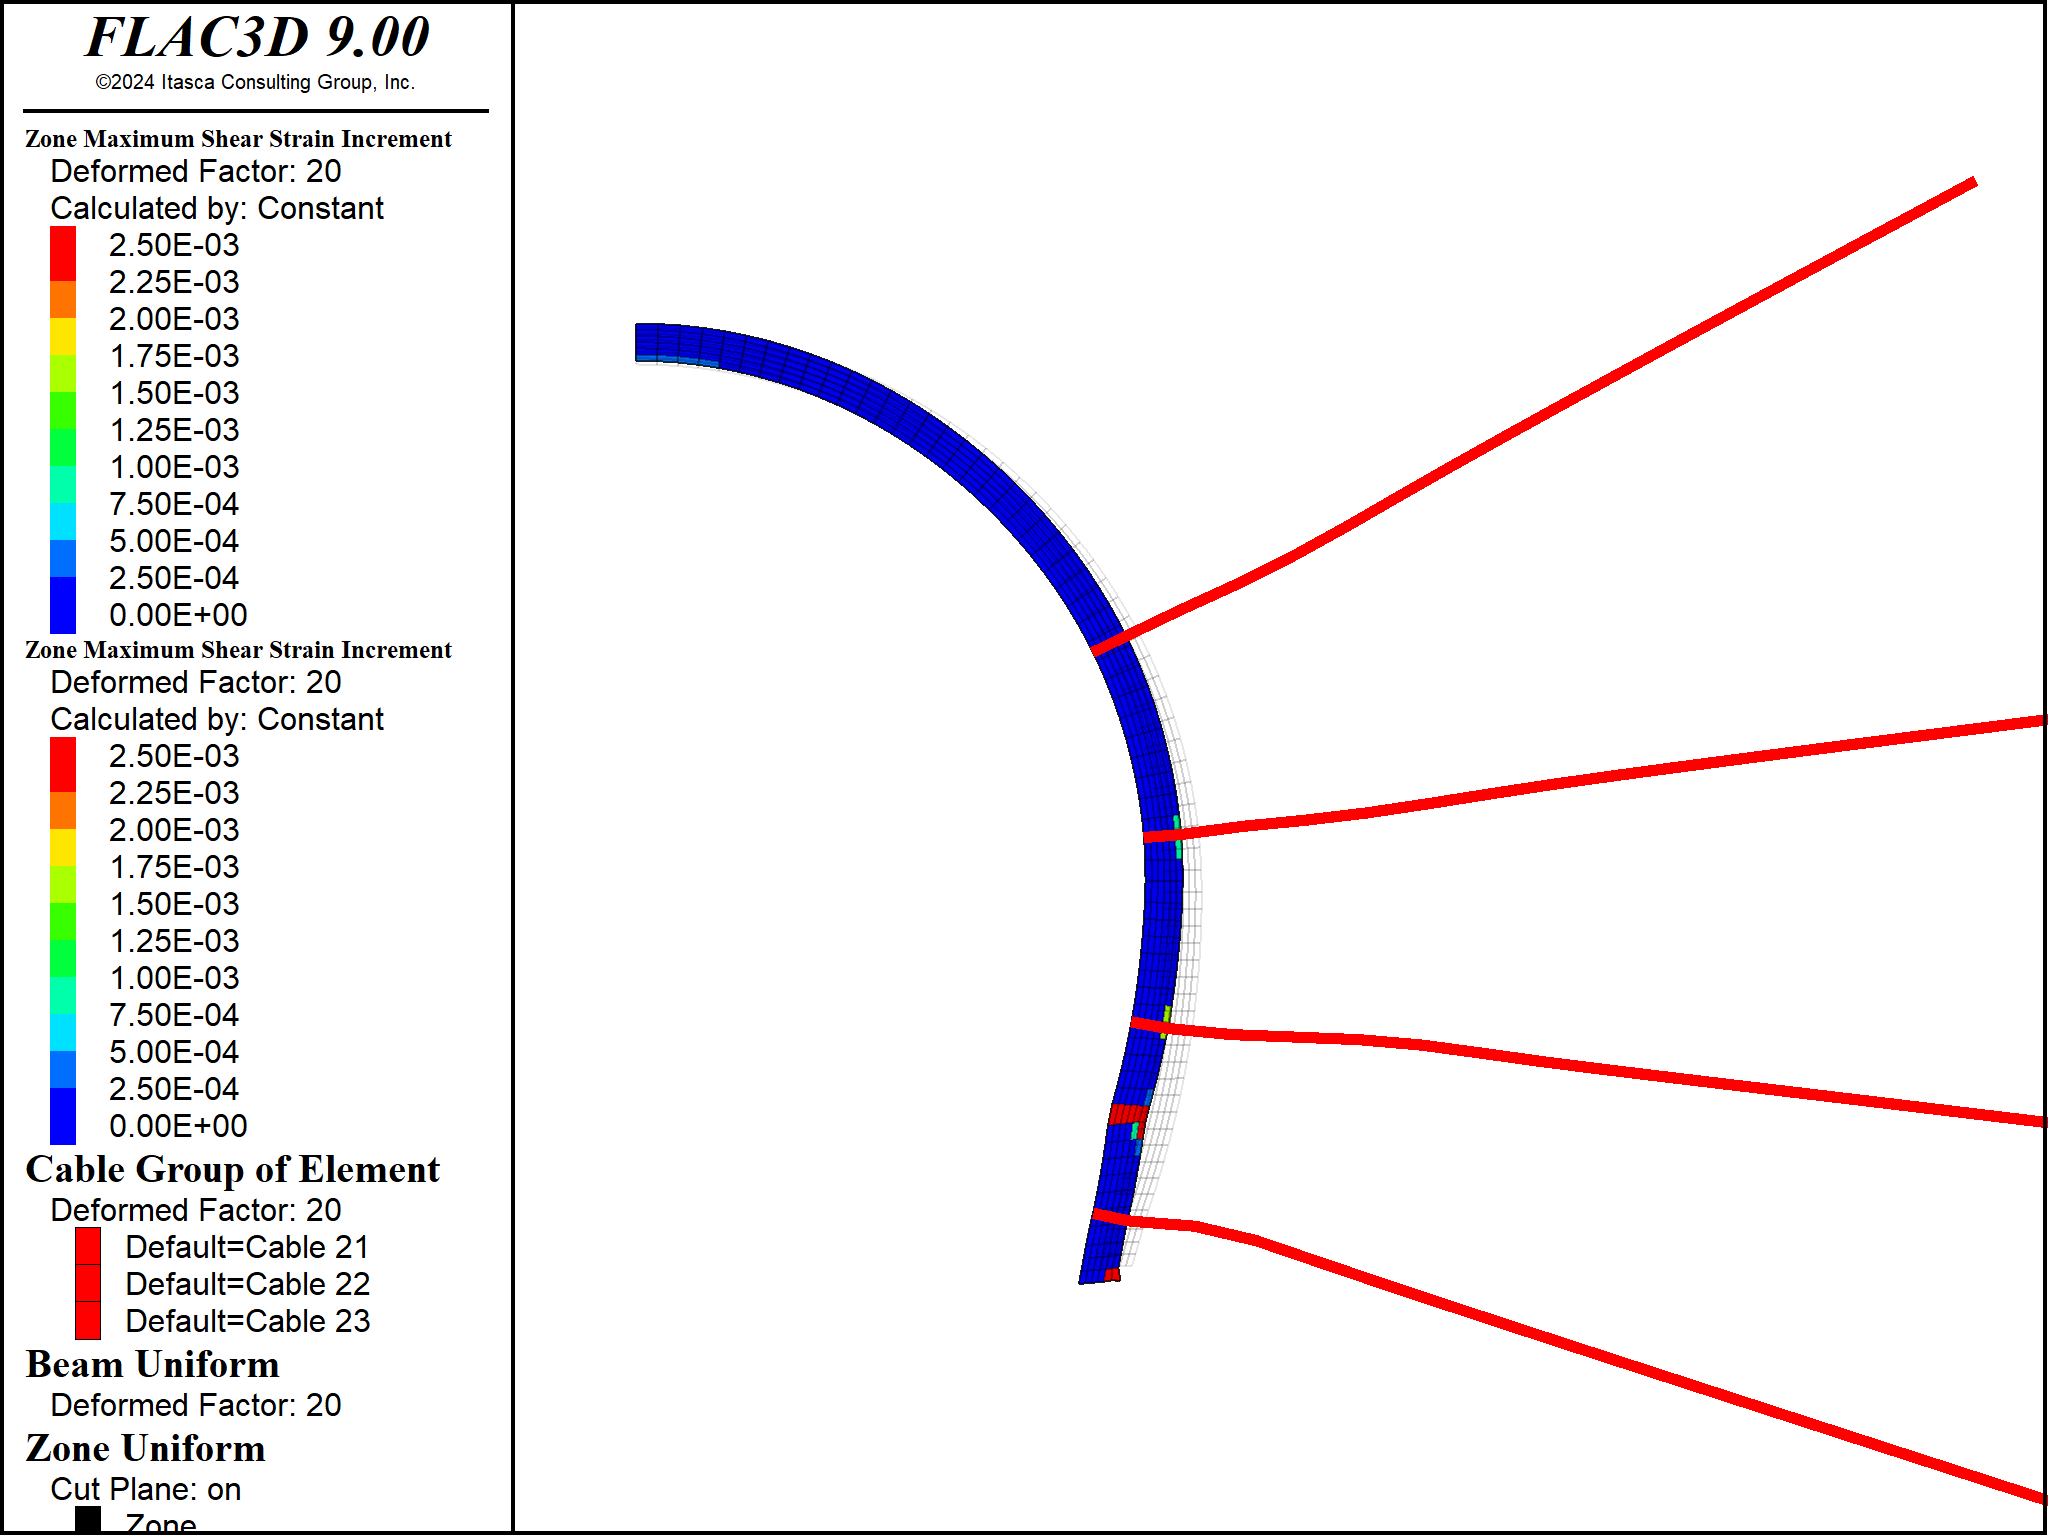 FLAC3D 9.00
©2024 Itasca Consulting Group, Inc.
Zone Maximum Shear Strain Increment
Deformed Factor: 20
Calculated by: Constant
2.50E-03
2.25E-03
2.00E-03
1.75E-03
1.50E-03
1.25E-03
1.00E-03
7.50E-04
5.00E-04
2.50E-04
0.00E+00
Zone Maximum Shear Strain Increment
Deformed Factor: 20
Calculated by: Constant
2.50E-03
2.25E-03
2.00E-03
1.75E-03
1.50E-03
1.25E-03
1.00E-03
7.50E-04
5.00E-04
2.50E-04
0.00E+00
Cable Group of Element
Deformed Factor: 20
Default=Cable 21
Default=Cable 22
Default=Cable 23
Beam Uniform
Deformed Factor: 20
Zone Uniform
Cut Plane: on
Zone